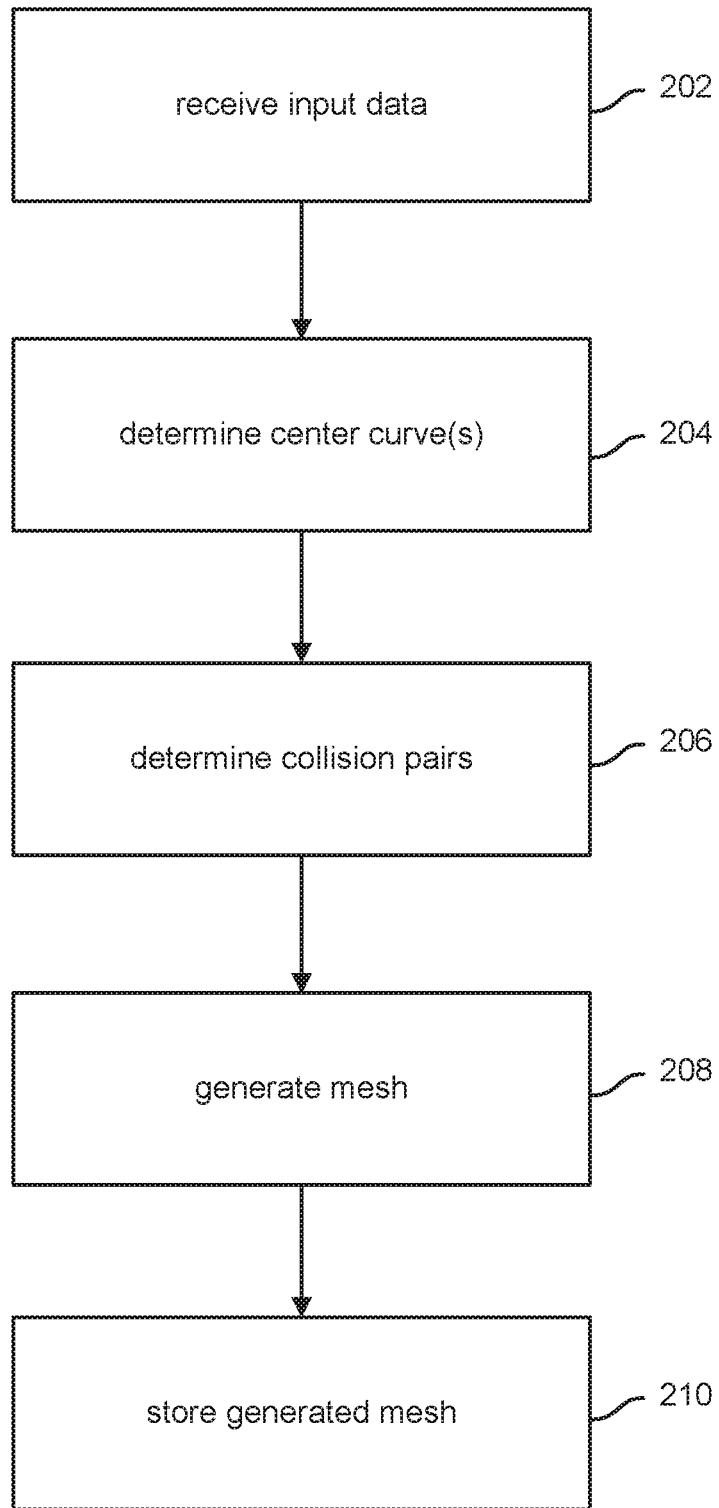 receive input data
202
determine center curve(s)
204
determine collision pairs
206
generate mesh
208
store generated mesh
210